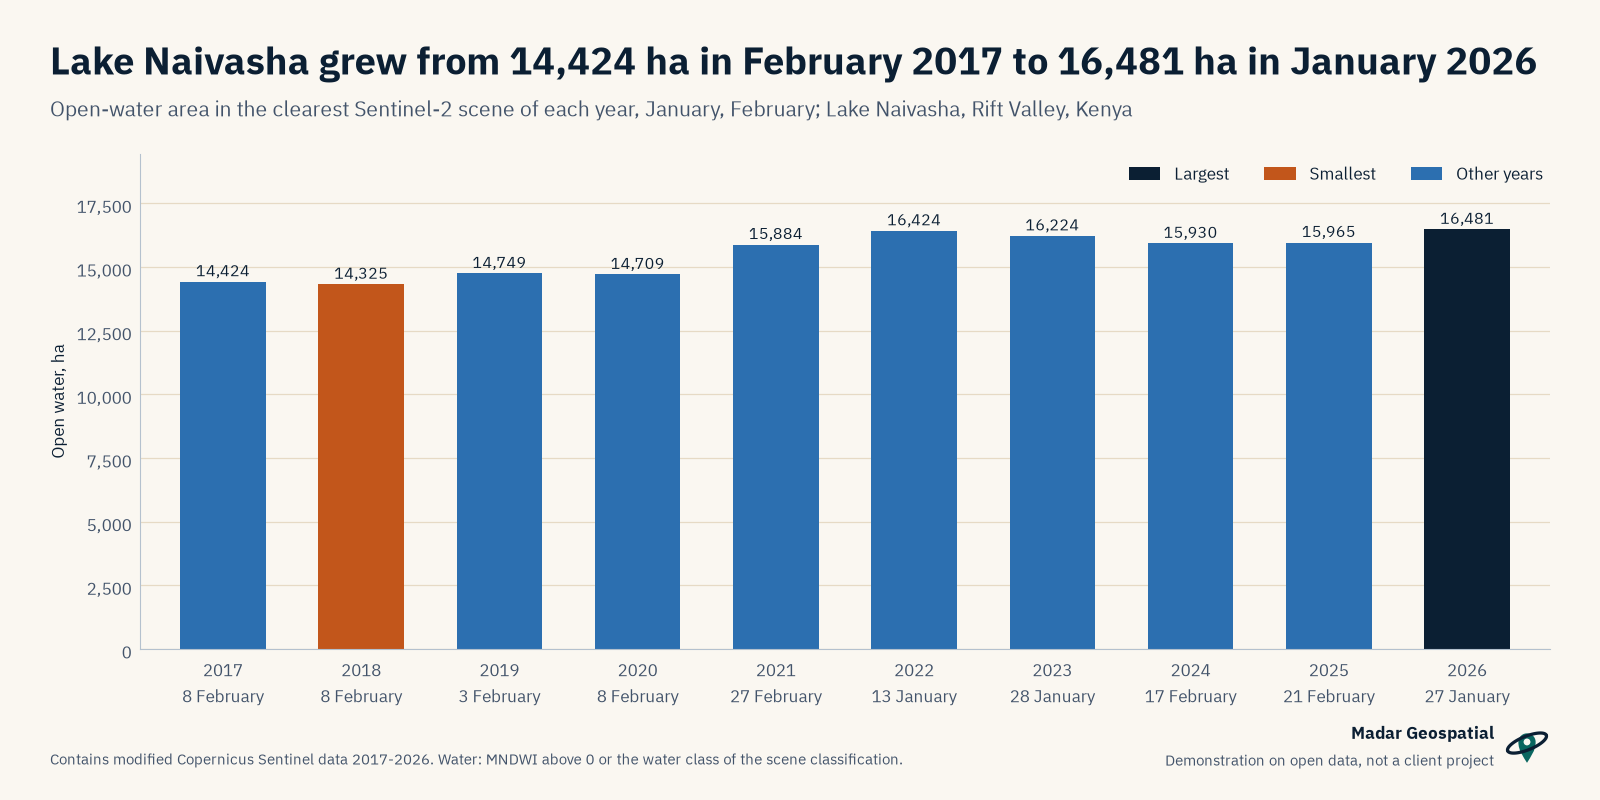 Lake Naivasha grew from 14,424 ha in February 2017 to 16,481 ha in January 2026
Open-water area in the clearest Sentinel-2 scene of each year, January, February; Lake Naivasha, Rift Valley, Kenya
Largest
Smallest
Other years
Open water, ha
17,500
15,000
12,500
10,000
7,500
5,000
2,500
0
14,424
14,325
14,749
14,709
15,884
16,424
16,224
15,930
15,965
16,481
2017
8 February
2018
8 February
2019
3 February
2020
8 February
2021
27 February
2022
13 January
2023
28 January
2024
17 February
2025
21 February
2026
27 January
Contains modified Copernicus Sentinel data 2017-2026. Water: MNDWI above 0 or the water class of the scene classification.
Madar Geospatial
Demonstration on open data, not a client project